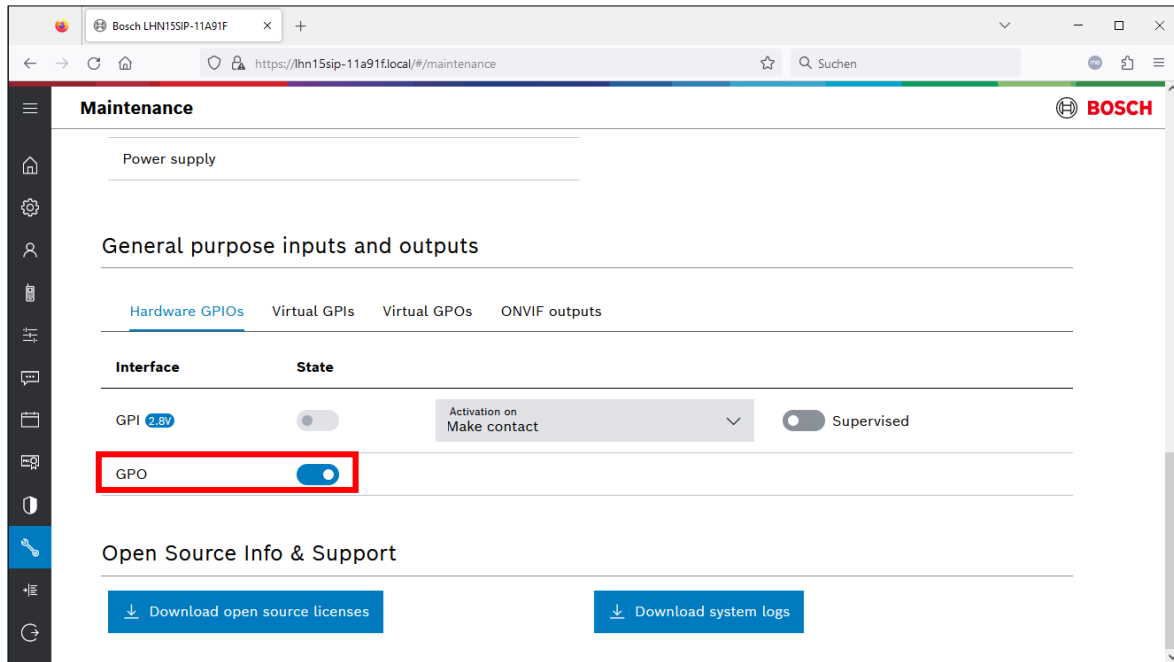 Bosch LHN15SIP-11A91F
https://lhn15sip-11a91f.local/#/maintenance
Suchen
Maintenance
BOSCH
Power supply
General purpose inputs and outputs
Hardware GPIOs Virtual GPIs Virtual GPOs ONVIF outputs
Interface State
GPI 2.8V
Activation on
Make contact
Supervised
GPO
Open Source Info & Support
Download open source licenses
Download system logs